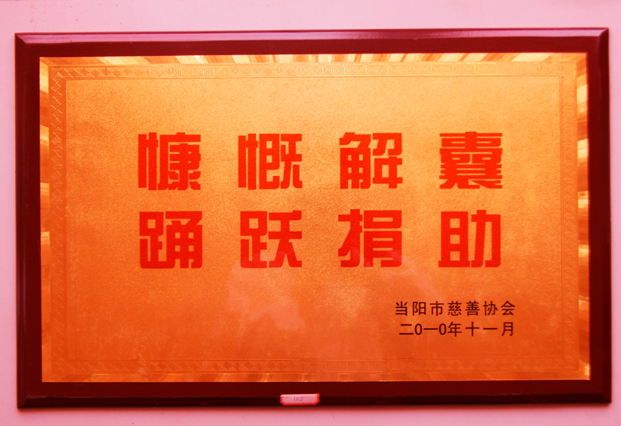 慷慨解囊
踊跃捐助
当阳市慈善协会
二0一0年十一月